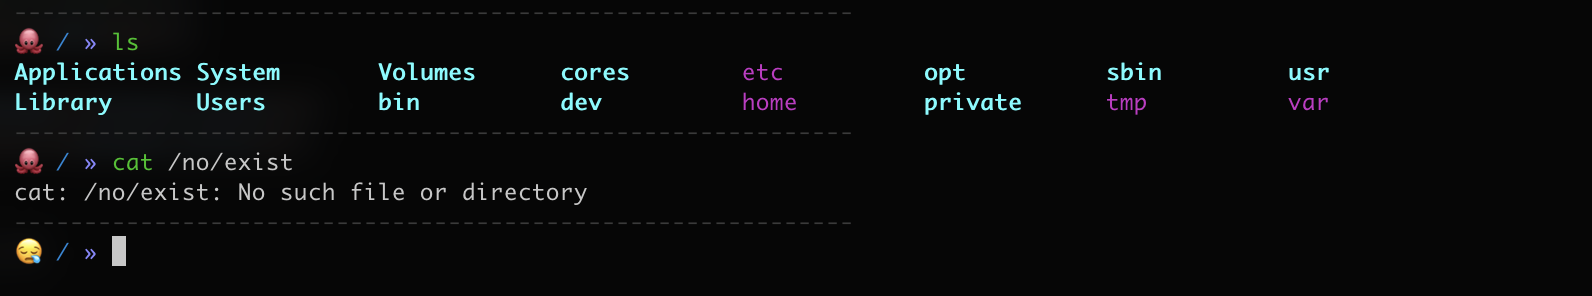 ------------------------------------------------------------
🐙 / » ls
Applications System       Volumes      cores        etc          opt          sbin         usr
Library      Users        bin          dev          home         private      tmp          var
------------------------------------------------------------
🐙 / » cat /no/exist
cat: /no/exist: No such file or directory
------------------------------------------------------------
😪 / »